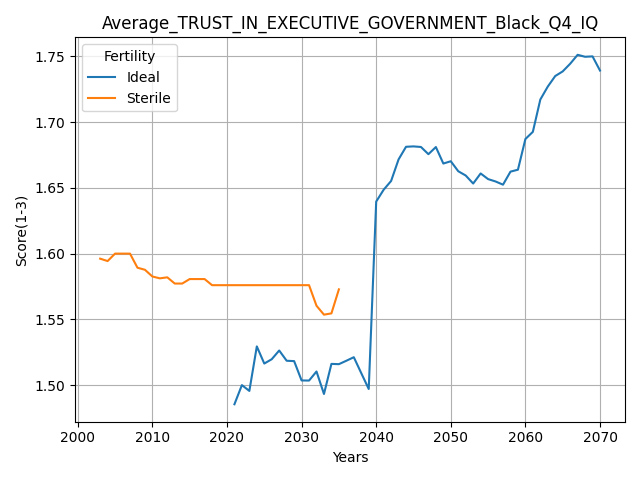 Average_TRUST_IN_EXECUTIVE_GOVERNMENT_Black_Q4_IQ
Fertility
Ideal
Sterile
Score(1-3)
1.75
1.70
1.65
1.60
1.55
1.50
2000 2010 2020 2030 2040 2050 2060 2070
Years